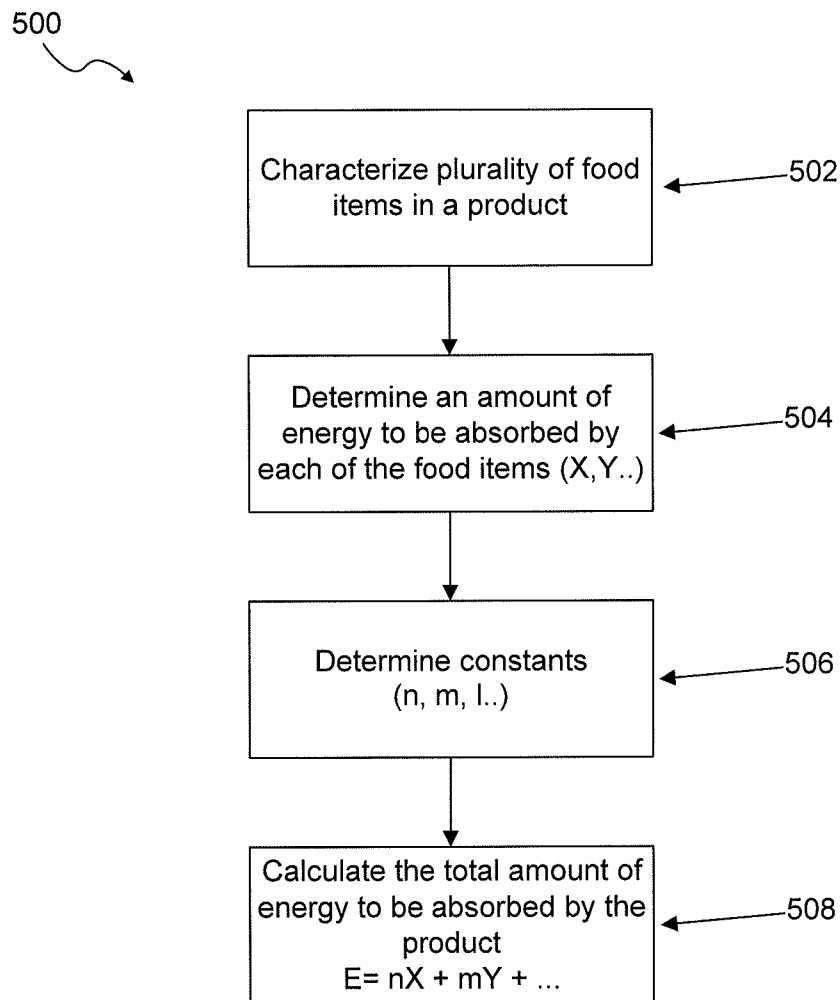 500
Characterize plurality of food
items in a product
502
Determine an amount of
energy to be absorbed by
each of the food items (X,Y..)
504
Determine constants
(n, m, l..)
506
Calculate the total amount of
energy to be absorbed by the
product
E= nX + mY + ...
508